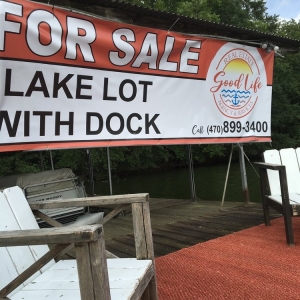 FOR SALE
LAKE LOT
WITH DOCK
Good Life
Call (470)899-3400